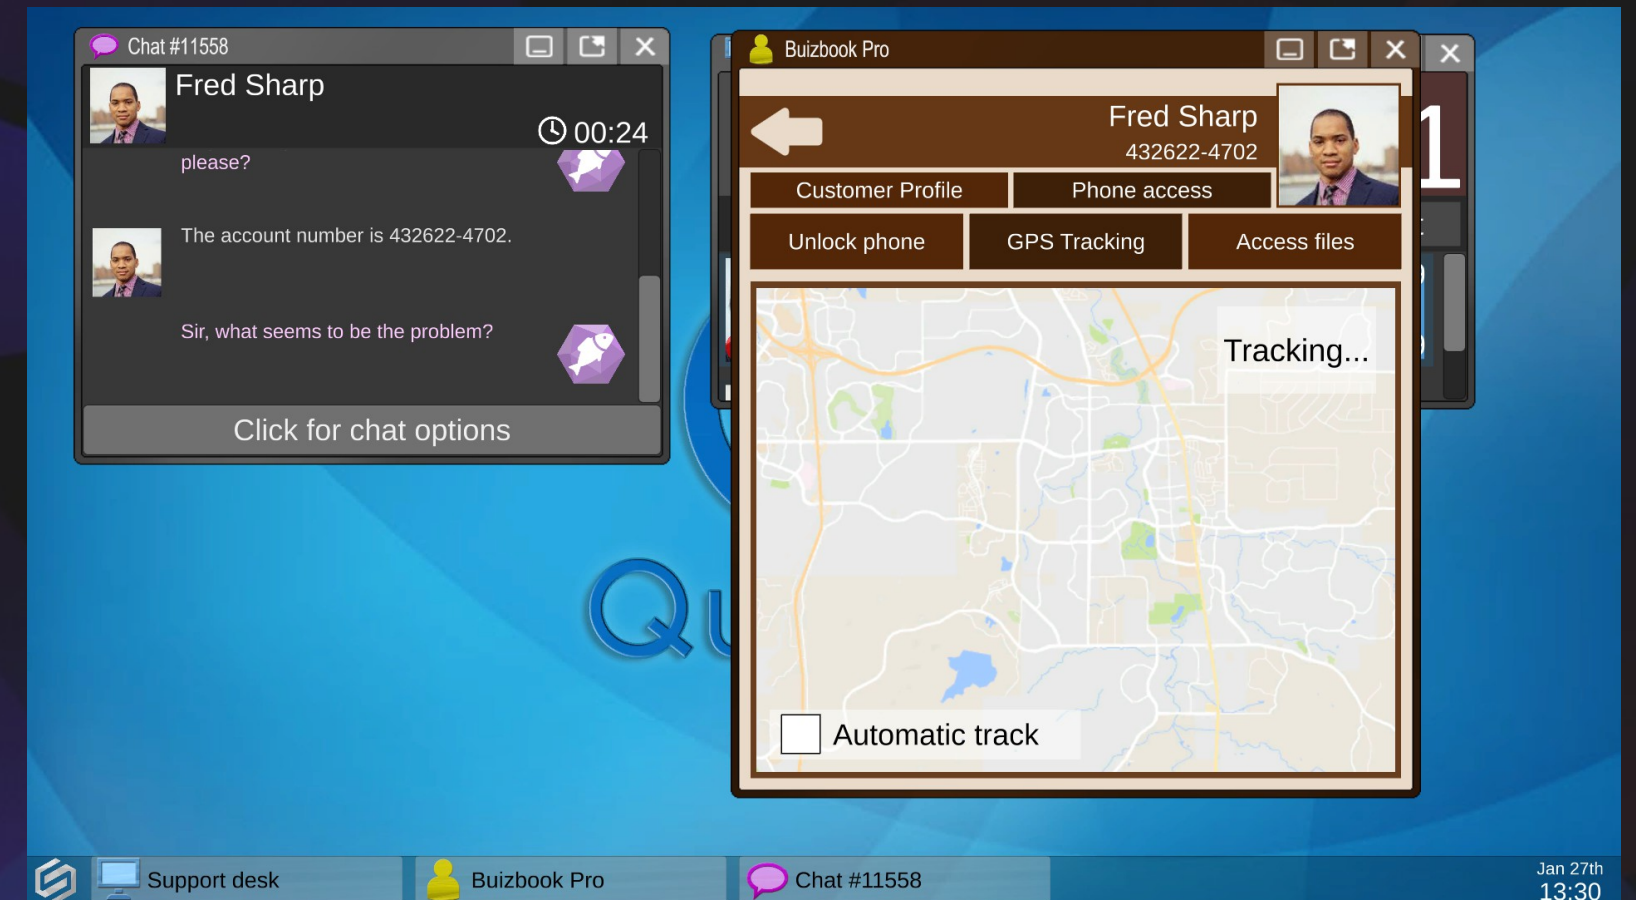 Chat #11558
Fred Sharp
00:24
please?
The account number is 432622-4702.
Sir, what seems to be the problem?
Click for chat options
Buizbook Pro
Fred Sharp
432622-4702
Customer Profile
Phone access
Unlock phone
GPS Tracking
Access files
Tracking...
Automatic track
1
Qu
Support desk
Buizbook Pro
Chat #11558
Jan 27th
13:30